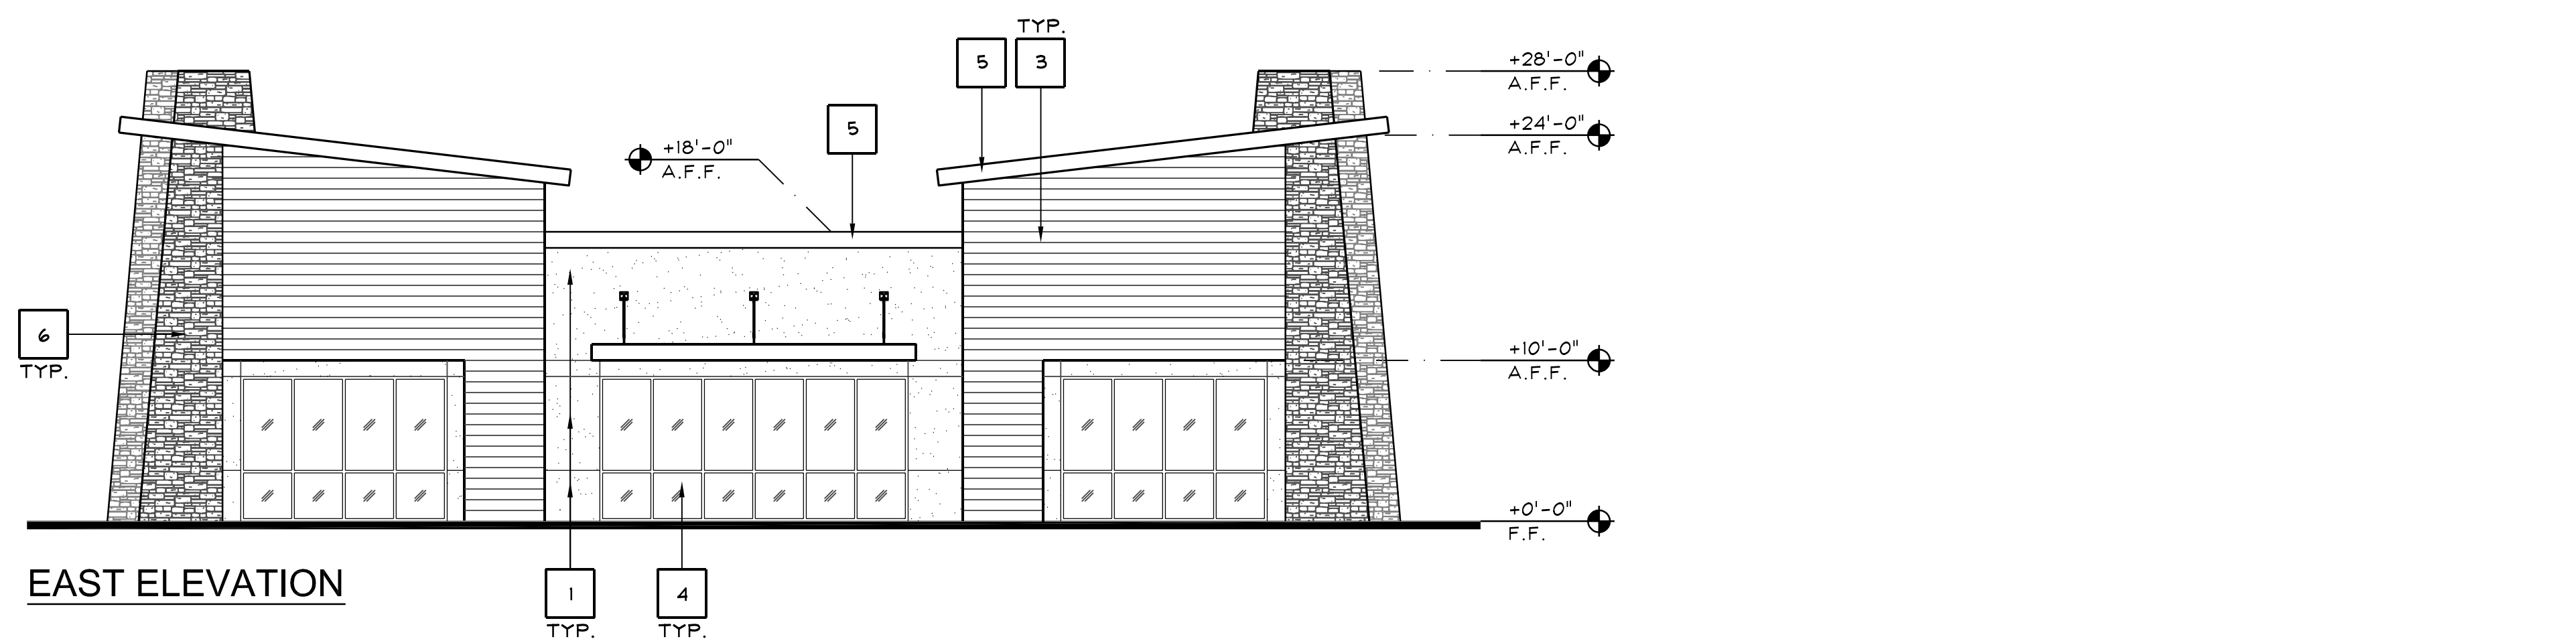 TYP.
5
3
5
+28'-0"
A.F.F.
+24'-0"
A.F.F.
+18'-0"
A.F.F.
6
TYP.
+10'-0"
A.F.F.
+0'-0"
F.F.
EAST ELEVATION
1
TYP.
4
TYP.